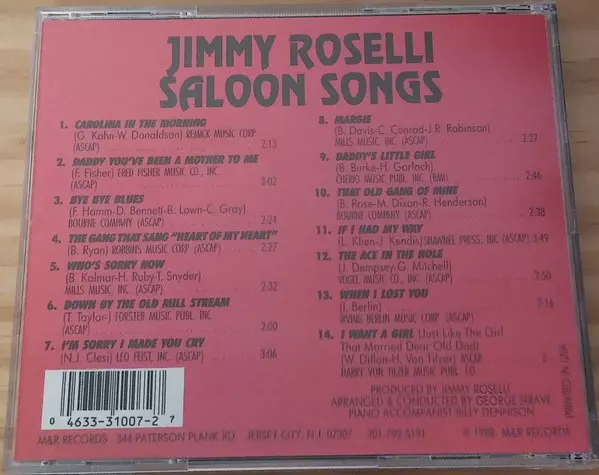 JIMMY ROSELLI
SALOON SONGS
1. CAROLINA IN THE MORNING
(G. Kahn-W. Donaldson) REMICK MUSIC CORP
(ASCAP) 2:13
2. DADDY YOU'VE BEEN A MOTHER TO ME
(F. Fisher) FRED FISHER MUSIC CO., INC.
(ASCAP) 3:02
3. BYE BYE BLUES
(F. Hamm-D. Bennett-B. Lown-C. Gray)
BOURNE COMPANY (ASCAP) 2:24
4. THE GANG THAT SANG "HEART OF MY HEART"
(B. Ryan) ROBBINS MUSIC CORP (ASCAP) 2:27
5. WHO'S SORRY NOW
(B. Kalmar-H. Ruby-T. Snyder)
MILLS MUSIC, INC. (ASCAP) 2:32
6. DOWN BY THE OLD MILL STREAM
(T. Taylor) FORSTER MUSIC PUBL. INC.
(ASCAP) 2:00
7. I'M SORRY I MADE YOU CRY
(N.J. Clesi) LEO FEIST, INC. (ASCAP) 3:06
8. MARGIE
(B. Davis-C. Conrad-J.R. Robinson)
MILLS MUSIC, INC. (ASCAP) 2:27
9. DADDY'S LITTLE GIRL
(B. Burke-H. Gerlach)
CHERIO MUSIC PUBL. INC. (BMI) 2:46
10. THAT OLD GANG OF MINE
(B. Rose-M. Dixon-R. Henderson)
BOURNE COMPANY (ASCAP) 2:38
11. IF I HAD MY WAY
(L. Klien-J. Kendis) SHAWNEE PRESS, INC. (ASCAP) 3:49
12. THE ACE IN THE HOLE
(J. Dempsey-G. Mitchell)
VOGEL MUSIC CO., INC. (ASCAP) 2:50
13. WHEN I LOST YOU
(I. Berlin)
IRVING BERLIN MUSIC CORP. (ASCAP) 2:16
14. I WANT A GIRL (Just Like The Girl
That Married Dear Old Dad)
(W. Dillon-H. Von Tilzer) ASCAP
HARRY VON TILZER MUSIC PUBL. CO
PRODUCED BY JIMMY ROSELLI
ARRANGED & CONDUCTED BY GEORGE
PIANO ACCOMPANIST BILLY DENNISON
PRINTED IN USA
0 4633-31007-2 7
M&R RECORDS 344 PATERSON PLANK RD JERSEY CITY, N.J. 07307 201-792-5191 © 1988, M&R RECORDS